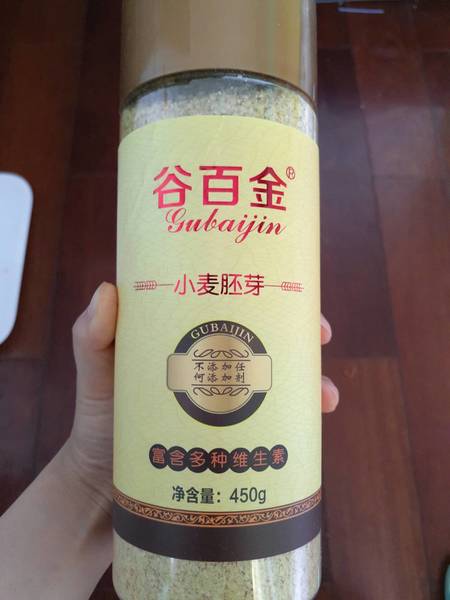 谷百金®
Gubaijin
小麦胚芽
GUBAIJIN
不添加任
何添加剂
富含多种维生素
净含量：450g